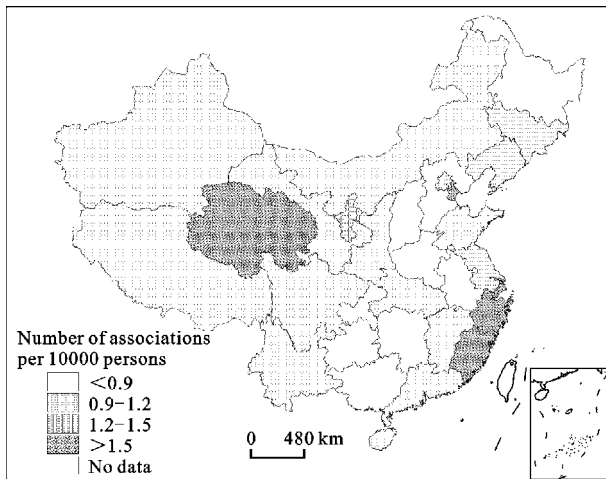 Number of associations
per 10000 persons
<0.9
0.9–1.2
1.2–1.5
>1.5
No data
0 480 km